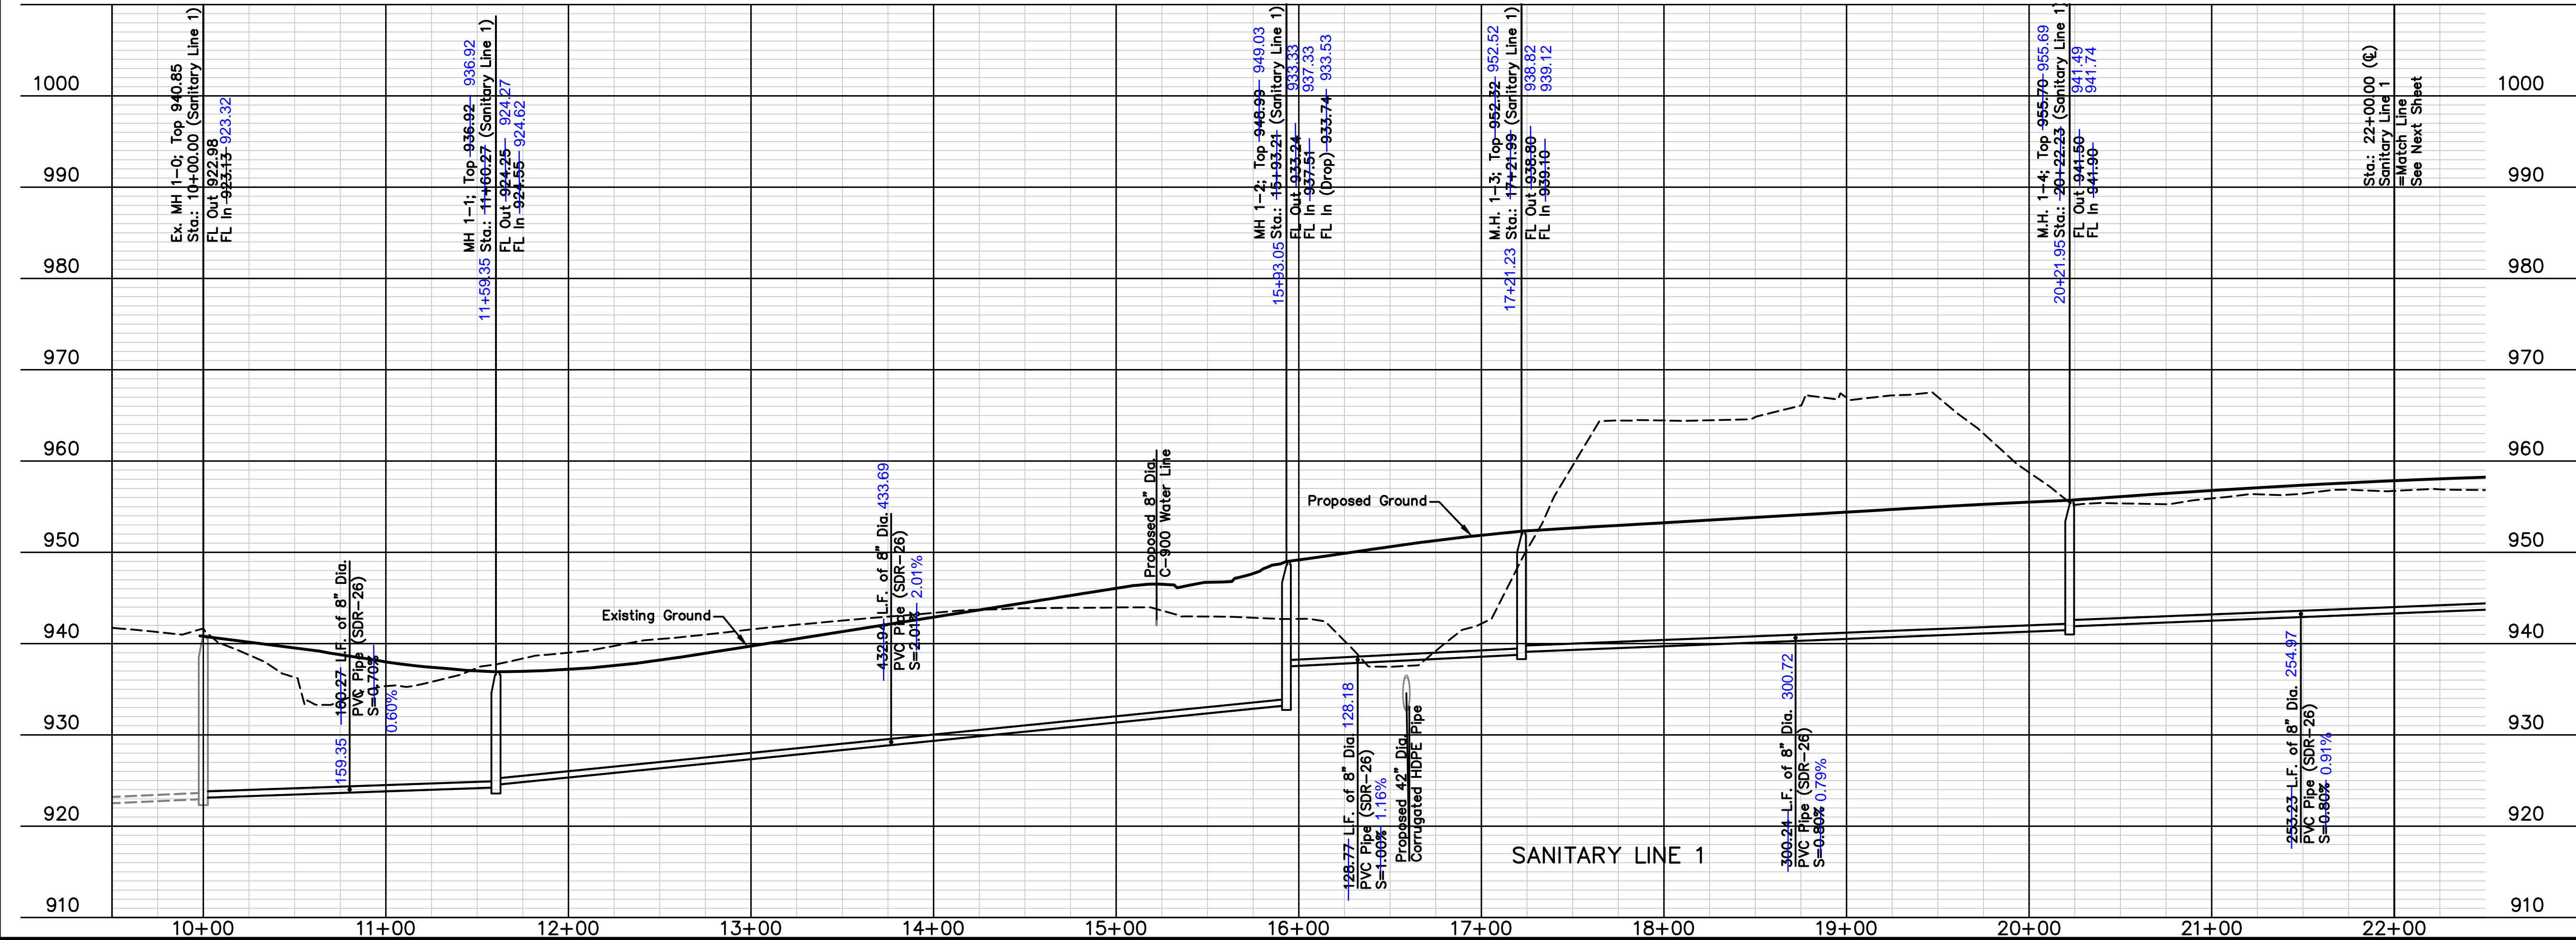 1000
990
980
970
960
950
940
930
920
910
Ex. MH 1-0; Top 940.85
Sta.: 10+00.00 (Sanitary Line 1)
FL Out 922.98
FL In 923.13 923.32
MH 1-1; Top 936.92 936.92
11+59.35 Sta.: 11+60.27 (Sanitary Line 1)
FL Out 924.25 924.27
FL In 924.55 924.62
MH 1-2; Top 948.99 949.03
15+93.05 Sta.: 15+93.21 (Sanitary Line 1)
FL Out 933.24 933.33
FL In 937.51 937.33
FL In (Drop) 933.74 933.53
M.H. 1-3; Top 952.32 952.52
17+21.23 Sta.: 17+21.99 (Sanitary Line 1)
FL Out 938.80 938.82
FL In 939.10 939.12
M.H. 1-4; Top 955.70 955.69
20+21.95 Sta.: 20+22.23 (Sanitary Line 1)
FL Out 941.50 941.49
FL In 941.90 941.74
Sta.: 22+00.00 (℄)
Sanitary Line 1
=Match Line
See Next Sheet
159.35 160.27 L.F. of 8" Dia.
PVC Pipe (SDR-26)
S=0.70%
0.60%
Existing Ground
432.94 L.F. of 8" Dia. 433.69
PVC Pipe (SDR-26)
S=2.01% 2.01%
Proposed 8" Dia.
C-900 Water Line
Proposed Ground
128.77 L.F. of 8" Dia. 128.18
PVC Pipe (SDR-26)
S=1.00% 1.16%
Proposed 42" Dia.
Corrugated HDPE Pipe
SANITARY LINE 1
300.24 L.F. of 8" Dia. 300.72
PVC Pipe (SDR-26)
S=0.80% 0.79%
253.23 L.F. of 8" Dia. 254.97
PVC Pipe (SDR-26)
S=0.80% 0.91%
1000
990
980
970
960
950
940
930
920
910
10+00 11+00 12+00 13+00 14+00 15+00 16+00 17+00 18+00 19+00 20+00 21+00 22+00